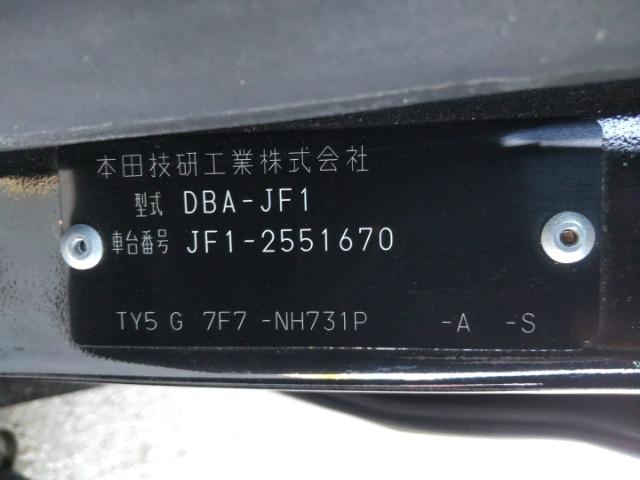 本田技研工業株式会社
型式 DBA-JF1
車台番号 JF1-2551670
TY5 G 7F7 -NH731P -A -S